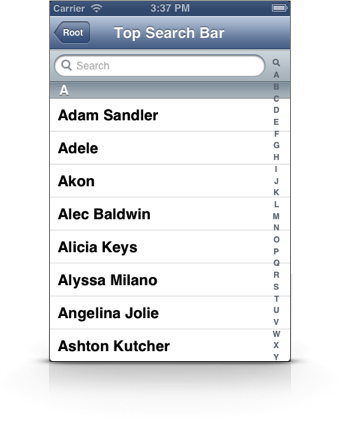 Carrier 3:37 PM
Root Top Search Bar
Search
A
Adam Sandler
Adele
Akon
Alec Baldwin
Alicia Keys
Alyssa Milano
Angelina Jolie
Ashton Kutcher
A
B
C
D
E
F
G
H
I
J
K
L
M
N
O
P
Q
R
S
T
U
V
W
X
Y